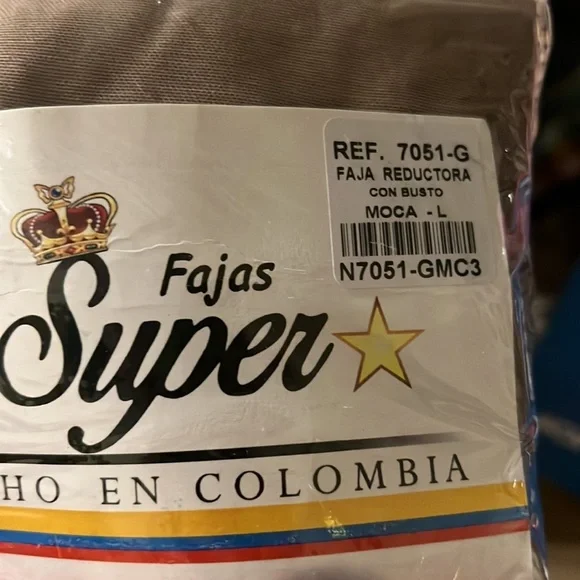 REF. 7051-G
FAJA REDUCTORA
CON BUSTO
MOCA - L
N7051-GMC3
Fajas
Super
HO EN COLOMBIA